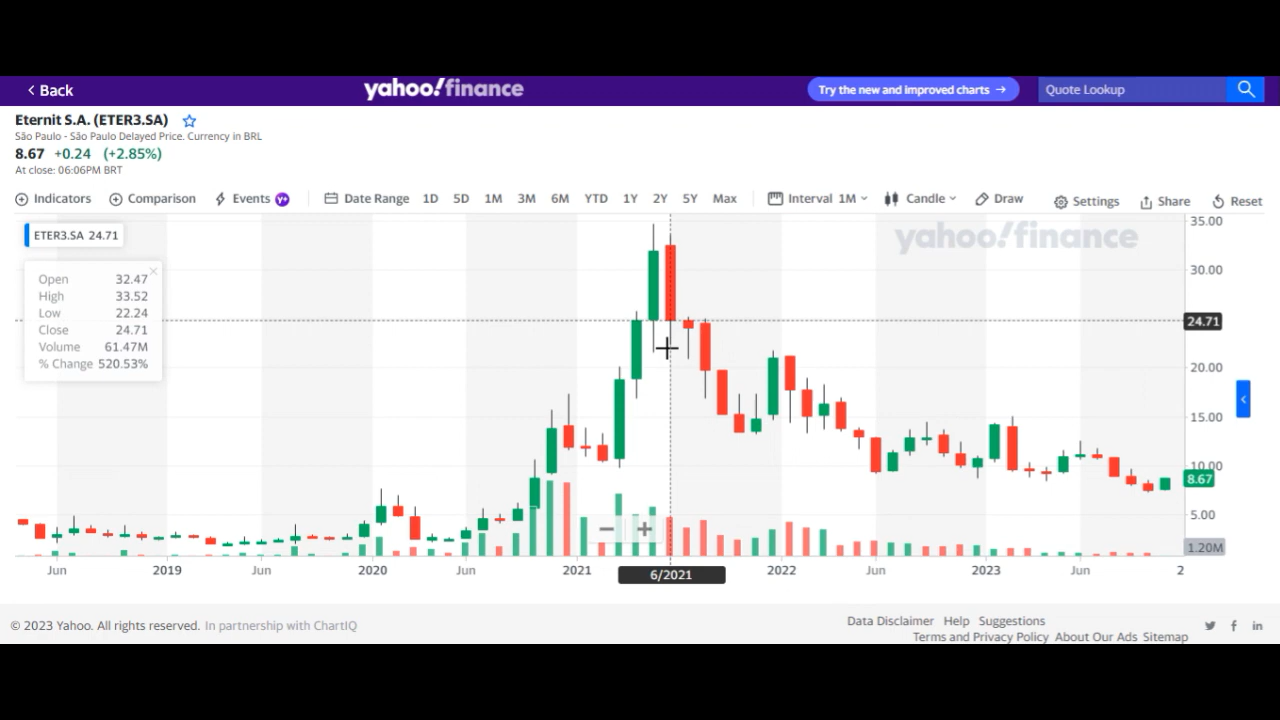 Back
yahoo!finance
Try the new and improved charts →
Quote Lookup
Eternit S.A. (ETER3.SA)
São Paulo - São Paulo Delayed Price. Currency in BRL
8.67 +0.24 (+2.85%)
At close: 06:06PM BRT
Indicators Comparison Events Y+ Date Range 1D 5D 1M 3M 6M YTD 1Y 2Y 5Y Max Interval 1M Candle Draw Settings Share Reset
ETER3.SA 24.71
yahoo!finance
Open 32.47
High 33.52
Low 22.24
Close 24.71
Volume 61.47M
% Change 520.53%
35.00
30.00
24.71
20.00
15.00
10.00
8.67
5.00
1.20M
Jun 2019 Jun 2020 Jun 2021 6/2021 2022 Jun 2023 Jun 2
© 2023 Yahoo. All rights reserved. In partnership with ChartIQ
Data Disclaimer Help Suggestions
Terms and Privacy Policy About Our Ads Sitemap